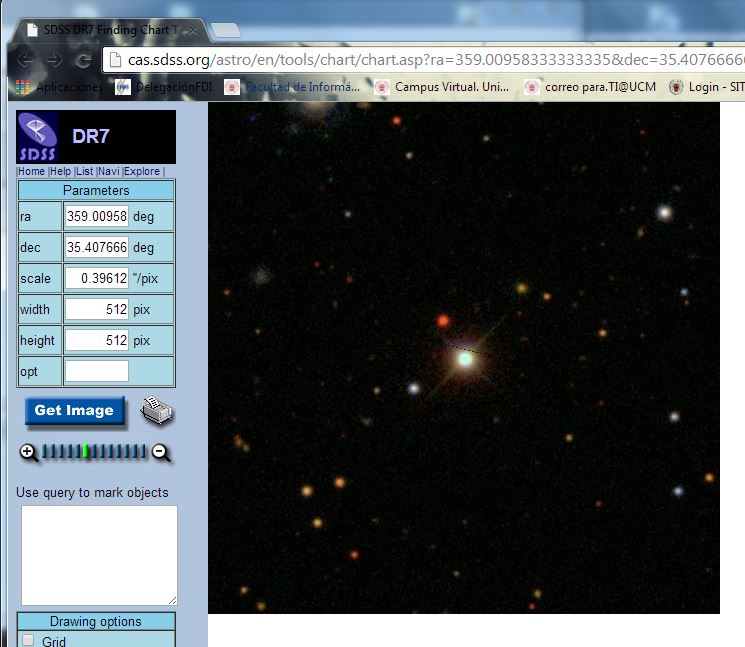 SDSS DR7 Finding Chart T
cas.sdss.org/astro/en/tools/chart/chart.asp?ra=359.00958333333335&dec=35.4076666
Aplicaciones DelegaciónFDI Facultad de Informá... Campus Virtual. Uni... correo para.TI@UCM Login - SIT
SDSS DR7
|Home |Help |List |Navi |Explore |
Parameters
ra 359.00958 deg
dec 35.407666 deg
scale 0.39612 "/pix
width 512 pix
height 512 pix
opt
Get Image
Use query to mark objects
Drawing options
Grid